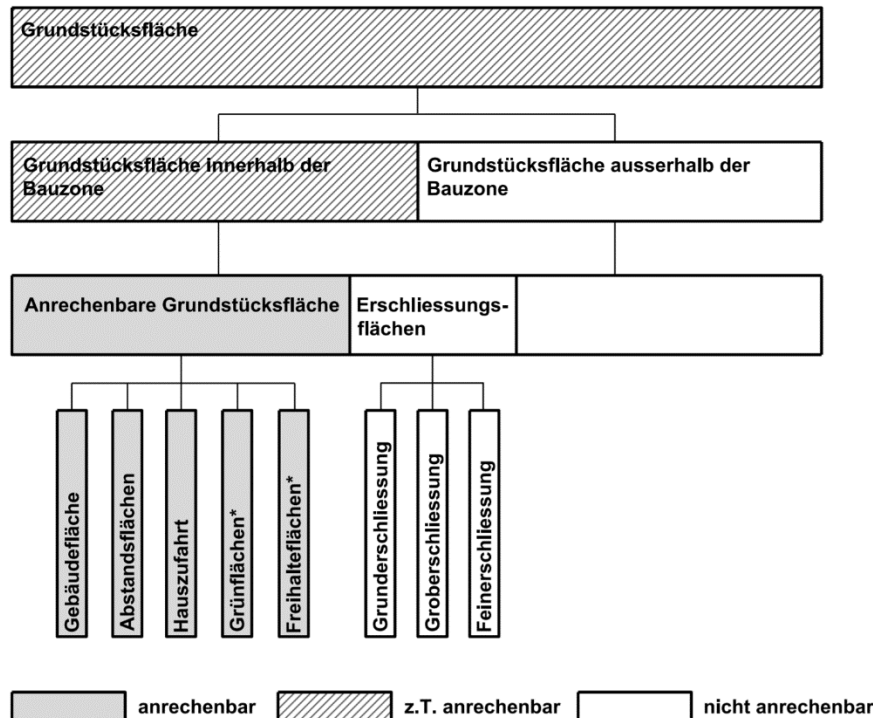 Grundstücksfläche
Grundstücksfläche innerhalb der
Bauzone
Grundstücksfläche ausserhalb der
Bauzone
Anrechenbare Grundstücksfläche
Erschliessungs-
flächen
Gebäudefläche
Abstandsflächen
Hauszufahrt
Grünflächen*
Freihalteflächen*
Grunderschliessung
Groberschliessung
Feinerschliessung
anrechenbar
z.T. anrechenbar
nicht anrechenbar